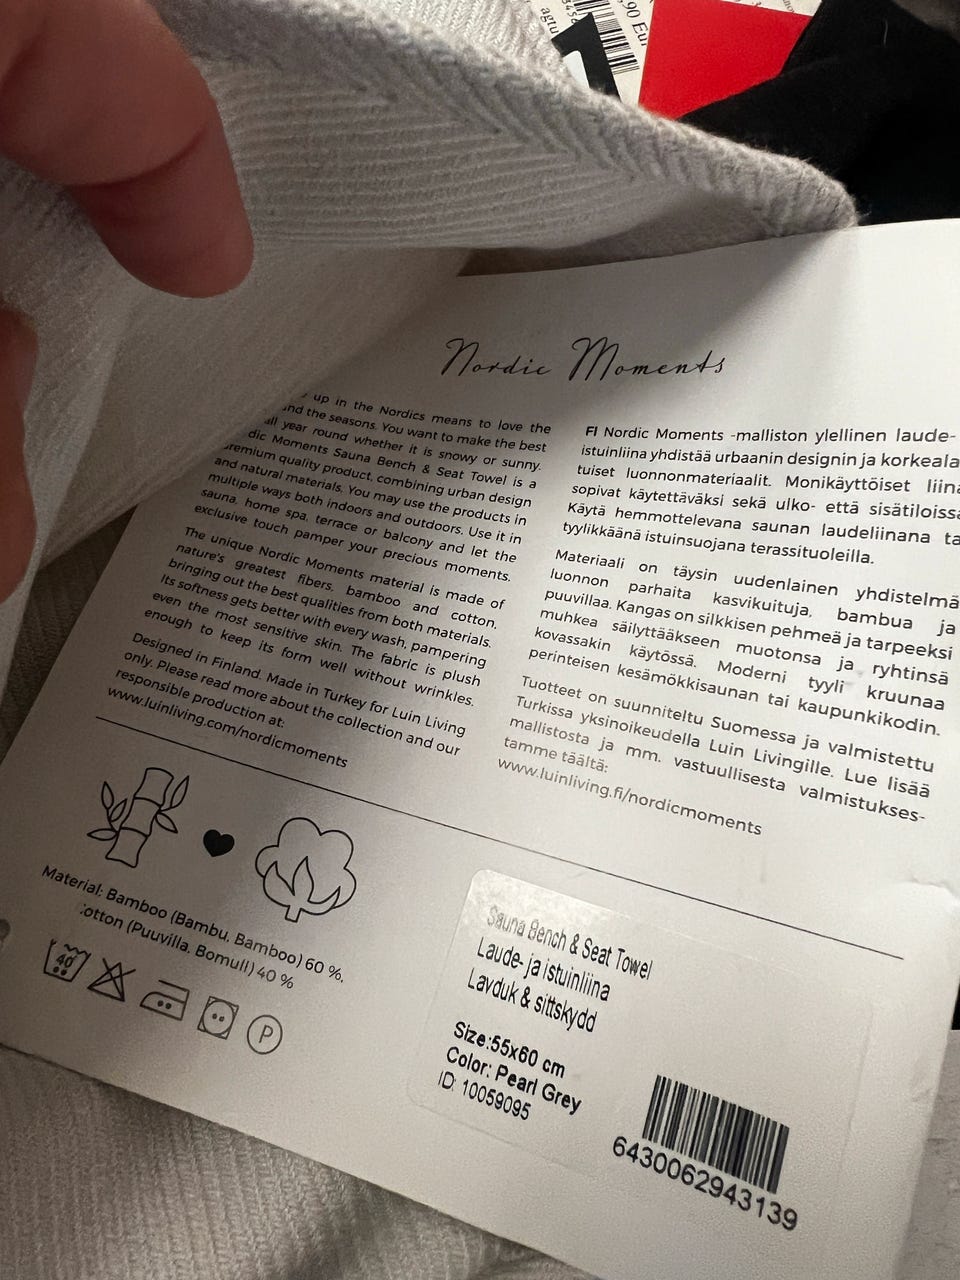 ,90 Eur
345
agtu
Nordic Moments
up in the Nordics means to love the
and the seasons. You want to make the best
all year round whether it is snowy or sunny.
dic Moments Sauna Bench & Seat Towel is a
premium quality product, combining urban design
and natural materials. You may use the products in
multiple ways both indoors and outdoors. Use it in
sauna, home spa, terrace or balcony and let the
exclusive touch pamper your precious moments.
The unique Nordic Moments material is made of
nature's greatest fibers, bamboo and cotton,
bringing out the best qualities from both materials.
Its softness gets better with every wash, pampering
even the most sensitive skin. The fabric is plush
enough to keep its form well without wrinkles.
Designed in Finland. Made in Turkey for Luin Living
only. Please read more about the collection and our
responsible production at:
www.luinliving.com/nordicmoments
FI Nordic Moments -malliston ylellinen laude-
istuinliina yhdistää urbaanin designin ja korkeala
tuiset luonnonmateriaalit. Monikäyttöiset liina
sopivat käytettäväksi sekä ulko- että sisätiloissa
Käytä hemmottelevana saunan laudeliinana ta
tyylikkäänä istuinsuojana terassituoleilla.
Materiaali on täysin uudenlainen yhdistelmä
luonnon parhaita kasvikuituja, bambua ja
puuvillaa. Kangas on silkkisen pehmeä ja tarpeeksi
muhkea säilyttääkseen muotonsa ja ryhtinsä
kovassakin käytössä. Moderni tyyli kruunaa
perinteisen kesämökkisaunan tai kaupunkikodin.
Tuotteet on suunniteltu Suomessa ja valmistettu
Turkissa yksinoikeudella Luin Livingille. Lue lisää
mallistosta ja mm. vastuullisesta valmistukses-
tamme täältä:
www.luinliving.fi/nordicmoments
Material: Bamboo (Bambu, Bamboo) 60 %,
Cotton (Puuvilla, Bomull) 40 %
40
P
Sauna Bench & Seat Towel
Laude- ja istuinliina
Lavduk & sittskydd
Size:55x60 cm
Color: Pearl Grey
ID: 10059095
6430062943139